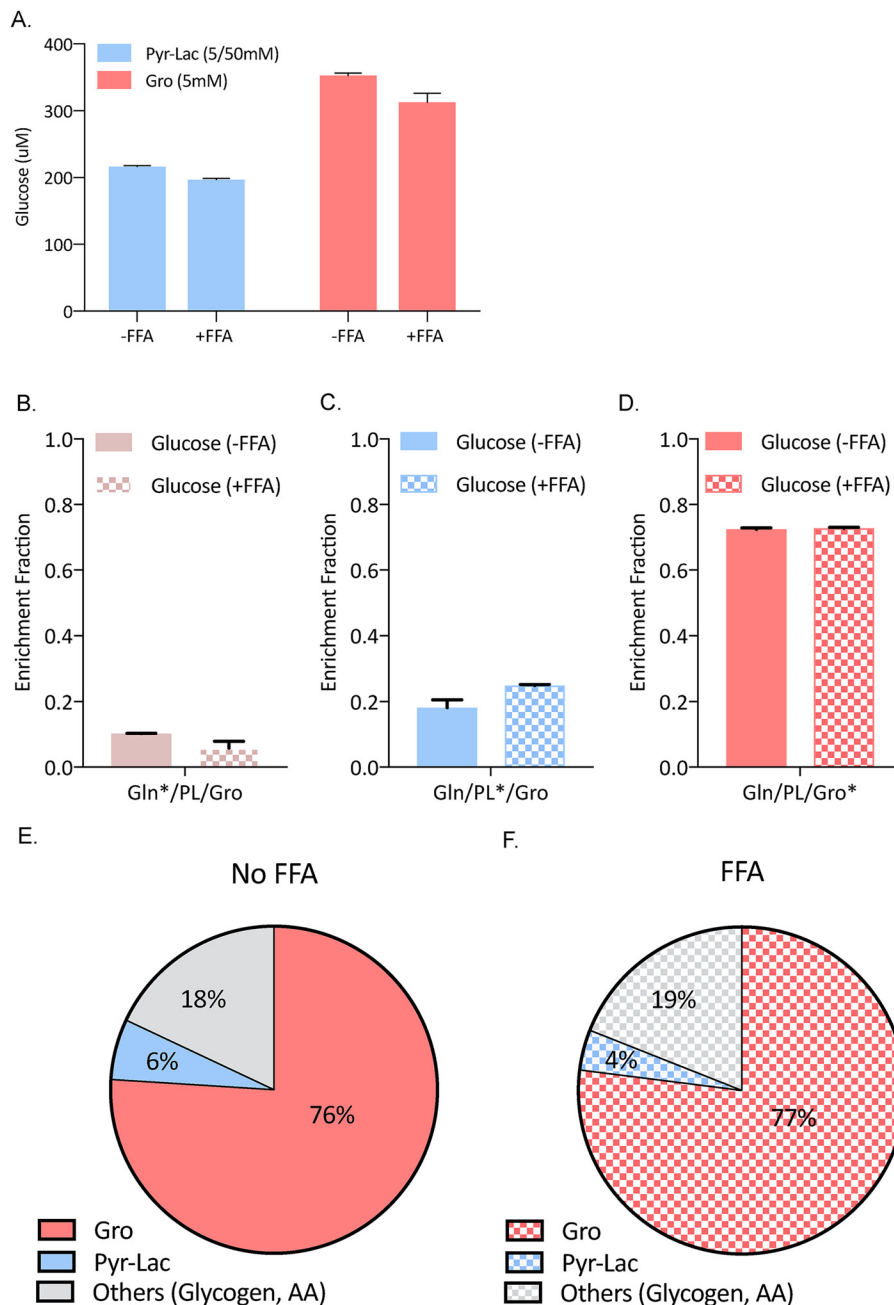 A.
400
300
200
100
0
Glucose (uM)
Pyr-Lac (5/50mM)
Gro (5mM)
-FFA
+FFA
-FFA
+FFA
B.
1.0
0.8
0.6
0.4
0.2
0.0
Enrichment Fraction
Glucose (-FFA)
Glucose (+FFA)
Gln*/PL/Gro
C.
1.0
0.8
0.6
0.4
0.2
0.0
Enrichment Fraction
Glucose (-FFA)
Glucose (+FFA)
Gln/PL*/Gro
D.
1.0
0.8
0.6
0.4
0.2
0.0
Enrichment Fraction
Glucose (-FFA)
Glucose (+FFA)
Gln/PL/Gro*
E.
No FFA
18%
6%
76%
Gro
Pyr-Lac
Others (Glycogen, AA)
F.
FFA
19%
4%
77%
Gro
Pyr-Lac
Others (Glycogen, AA)